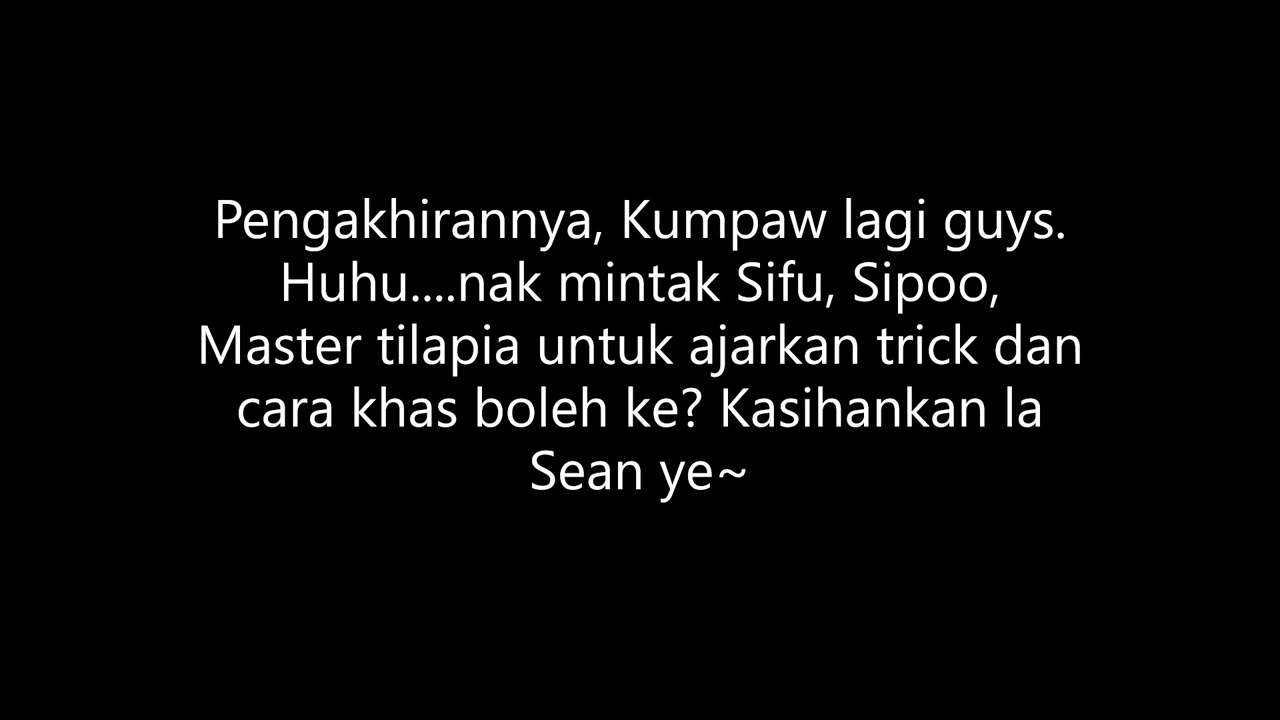 Pengakhirannya, Kumpaw lagi guys.
Huhu....nak mintak Sifu, Sipoo,
Master tilapia untuk ajarkan trick dan
cara khas boleh ke? Kasihankan la
Sean ye~